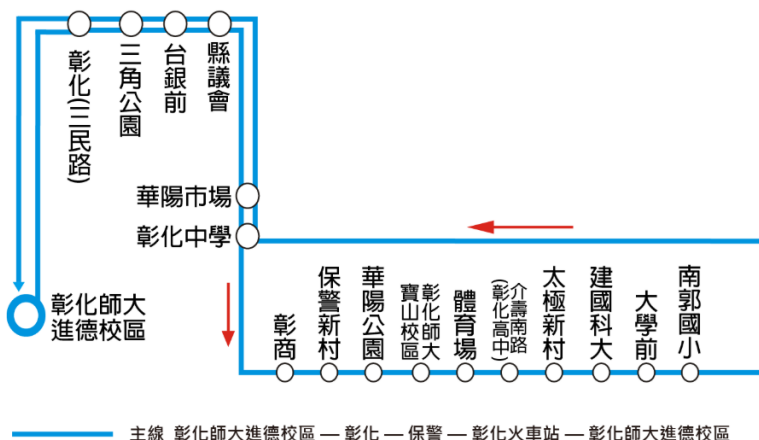 彰化(三民路)
三角公園
台銀前
縣議會
華陽市場
彰化中學
彰化師大
進德校區
彰商
保警新村
華陽公園
彰化師大
寶山校區
體育場
介壽南路
(彰化高中)
太極新村
建國科大
大學前
南郭國小
主線 彰化師大進德校區 — 彰化 — 保警 — 彰化火車站 — 彰化師大進德校區